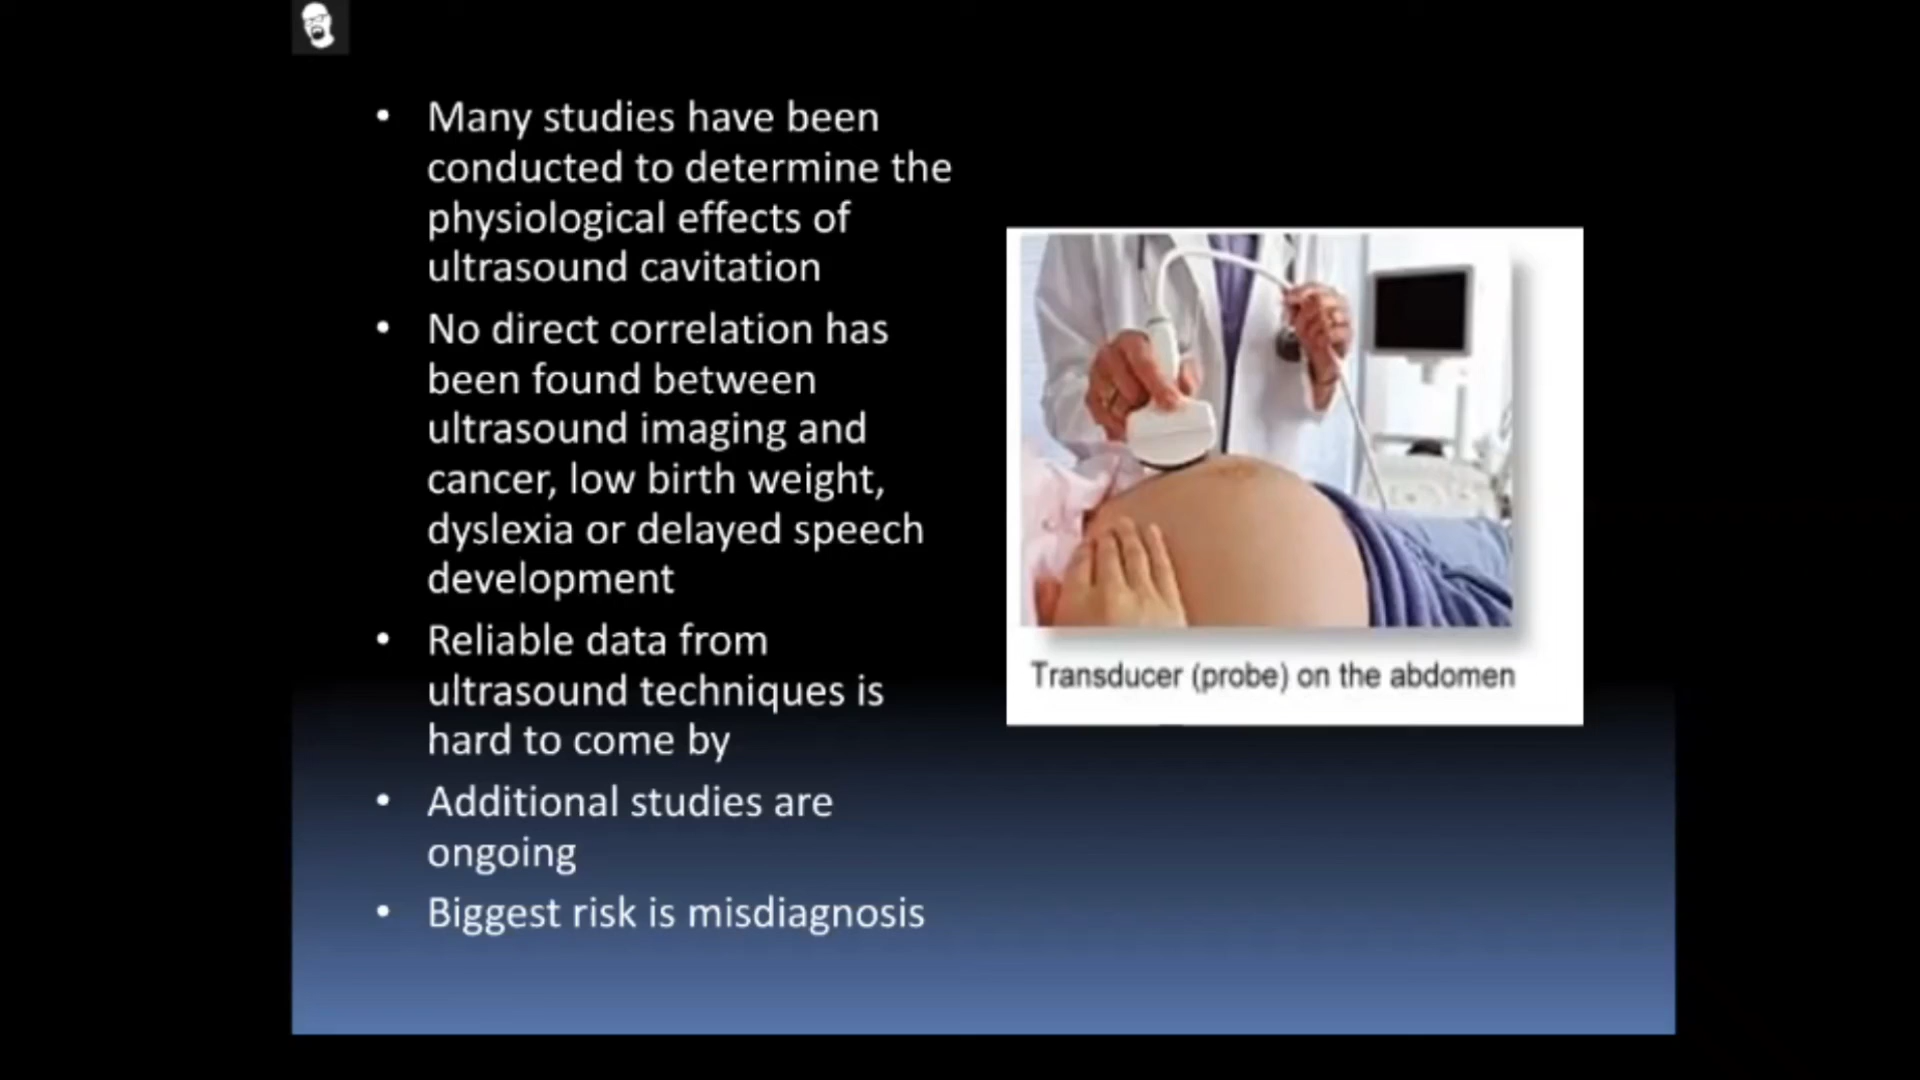 • Many studies have been
conducted to determine the
physiological effects of
ultrasound cavitation
• No direct correlation has
been found between
ultrasound imaging and
cancer, low birth weight,
dyslexia or delayed speech
development
• Reliable data from
ultrasound techniques is
hard to come by
• Additional studies are
ongoing
• Biggest risk is misdiagnosis
Transducer (probe) on the abdomen